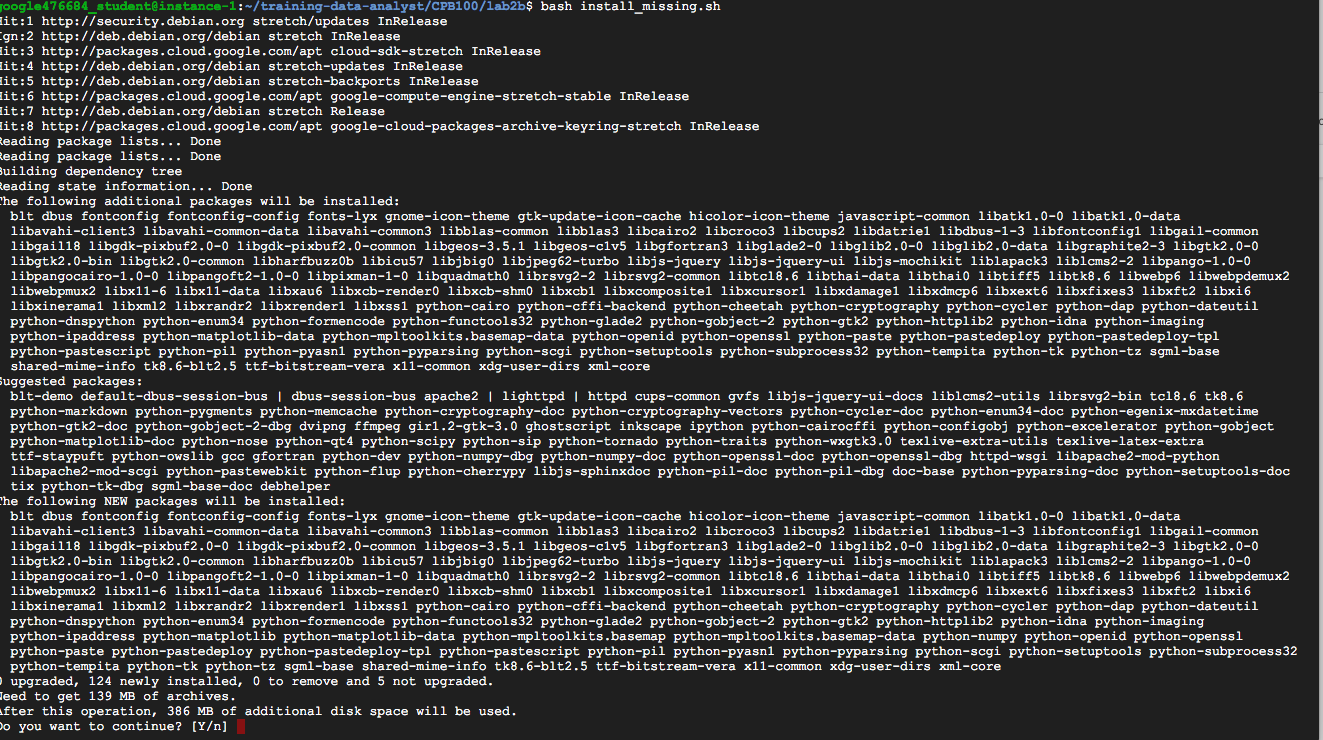 google476684_student@instance-1:~/training-data-analyst/CPB100/lab2b$ bash install_missing.sh
Hit:1 http://security.debian.org stretch/updates InRelease
Ign:2 http://deb.debian.org/debian stretch InRelease
Hit:3 http://packages.cloud.google.com/apt cloud-sdk-stretch InRelease
Hit:4 http://deb.debian.org/debian stretch-updates InRelease
Hit:5 http://deb.debian.org/debian stretch-backports InRelease
Hit:6 http://packages.cloud.google.com/apt google-compute-engine-stretch-stable InRelease
Hit:7 http://deb.debian.org/debian stretch Release
Hit:8 http://packages.cloud.google.com/apt google-cloud-packages-archive-keyring-stretch InRelease
Reading package lists... Done
Reading package lists... Done
Building dependency tree
Reading state information... Done
The following additional packages will be installed:
blt dbus fontconfig fontconfig-config fonts-lyx gnome-icon-theme gtk-update-icon-cache hicolor-icon-theme javascript-common libatk1.0-0 libatk1.0-data
libavahi-client3 libavahi-common-data libavahi-common3 libblas-common libblas3 libcairo2 libcroco3 libcups2 libdatrie1 libdbus-1-3 libfontconfig1 libgail-common
libgail18 libgdk-pixbuf2.0-0 libgdk-pixbuf2.0-common libgeos-3.5.1 libgeos-c1v5 libgfortran3 libglade2-0 libglib2.0-0 libglib2.0-data libgraphite2-3 libgtk2.0-0
libgtk2.0-bin libgtk2.0-common libharfbuzz0b libicu57 libjbig0 libjpeg62-turbo libjs-jquery libjs-jquery-ui libjs-mochikit liblapack3 liblcms2-2 libpango-1.0-0
libpangocairo-1.0-0 libpangoft2-1.0-0 libpixman-1-0 libquadmath0 librsvg2-2 librsvg2-common libtcl8.6 libthai-data libthai0 libtiff5 libtk8.6 libwebp6 libwebpdemux2
libwebpmux2 libx11-6 libx11-data libxau6 libxcb-render0 libxcb-shm0 libxcb1 libxcomposite1 libxcursor1 libxdamage1 libxdmcp6 libxext6 libxfixes3 libxft2 libxi6
libxinerama1 libxml2 libxrandr2 libxrender1 libxss1 python-cairo python-cffi-backend python-cheetah python-cryptography python-cycler python-dap python-dateutil
python-dnspython python-enum34 python-formencode python-functools32 python-glade2 python-gobject-2 python-gtk2 python-httplib2 python-idna python-imaging
python-ipaddress python-matplotlib-data python-mpltoolkits.basemap-data python-openid python-openssl python-paste python-pastedeploy python-pastedeploy-tpl
python-pastescript python-pil python-pyasn1 python-pyparsing python-scgi python-setuptools python-subprocess32 python-tempita python-tk python-tz sgml-base
shared-mime-info tk8.6-blt2.5 ttf-bitstream-vera x11-common xdg-user-dirs xml-core
Suggested packages:
blt-demo default-dbus-session-bus | dbus-session-bus apache2 | lighttpd | httpd cups-common gvfs libjs-jquery-ui-docs liblcms2-utils librsvg2-bin tcl8.6 tk8.6
python-markdown python-pygments python-memcache python-cryptography-doc python-cryptography-vectors python-cycler-doc python-enum34-doc python-egenix-mxdatetime
python-gtk2-doc python-gobject-2-dbg dvipng ffmpeg gir1.2-gtk-3.0 ghostscript inkscape ipython python-cairocffi python-configobj python-excelerator python-gobject
python-matplotlib-doc python-nose python-qt4 python-scipy python-sip python-tornado python-traits python-wxgtk3.0 texlive-extra-utils texlive-latex-extra
ttf-staypuft python-owslib gcc gfortran python-dev python-numpy-dbg python-numpy-doc python-openssl-doc python-openssl-dbg httpd-wsgi libapache2-mod-python
libapache2-mod-scgi python-pastewebkit python-flup python-cherrypy libjs-sphinxdoc python-pil-doc python-pil-dbg doc-base python-pyparsing-doc python-setuptools-doc
tix python-tk-dbg sgml-base-doc debhelper
The following NEW packages will be installed:
blt dbus fontconfig fontconfig-config fonts-lyx gnome-icon-theme gtk-update-icon-cache hicolor-icon-theme javascript-common libatk1.0-0 libatk1.0-data
libavahi-client3 libavahi-common-data libavahi-common3 libblas-common libblas3 libcairo2 libcroco3 libcups2 libdatrie1 libdbus-1-3 libfontconfig1 libgail-common
libgail18 libgdk-pixbuf2.0-0 libgdk-pixbuf2.0-common libgeos-3.5.1 libgeos-c1v5 libgfortran3 libglade2-0 libglib2.0-0 libglib2.0-data libgraphite2-3 libgtk2.0-0
libgtk2.0-bin libgtk2.0-common libharfbuzz0b libicu57 libjbig0 libjpeg62-turbo libjs-jquery libjs-jquery-ui libjs-mochikit liblapack3 liblcms2-2 libpango-1.0-0
libpangocairo-1.0-0 libpangoft2-1.0-0 libpixman-1-0 libquadmath0 librsvg2-2 librsvg2-common libtcl8.6 libthai-data libthai0 libtiff5 libtk8.6 libwebp6 libwebpdemux2
libwebpmux2 libx11-6 libx11-data libxau6 libxcb-render0 libxcb-shm0 libxcb1 libxcomposite1 libxcursor1 libxdamage1 libxdmcp6 libxext6 libxfixes3 libxft2 libxi6
libxinerama1 libxml2 libxrandr2 libxrender1 libxss1 python-cairo python-cffi-backend python-cheetah python-cryptography python-cycler python-dap python-dateutil
python-dnspython python-enum34 python-formencode python-functools32 python-glade2 python-gobject-2 python-gtk2 python-httplib2 python-idna python-imaging
python-ipaddress python-matplotlib python-matplotlib-data python-mpltoolkits.basemap python-mpltoolkits.basemap-data python-numpy python-openid python-openssl
python-paste python-pastedeploy python-pastedeploy-tpl python-pastescript python-pil python-pyasn1 python-pyparsing python-scgi python-setuptools python-subprocess32
python-tempita python-tk python-tz sgml-base shared-mime-info tk8.6-blt2.5 ttf-bitstream-vera x11-common xdg-user-dirs xml-core
0 upgraded, 124 newly installed, 0 to remove and 5 not upgraded.
Need to get 139 MB of archives.
After this operation, 386 MB of additional disk space will be used.
Do you want to continue? [Y/n]